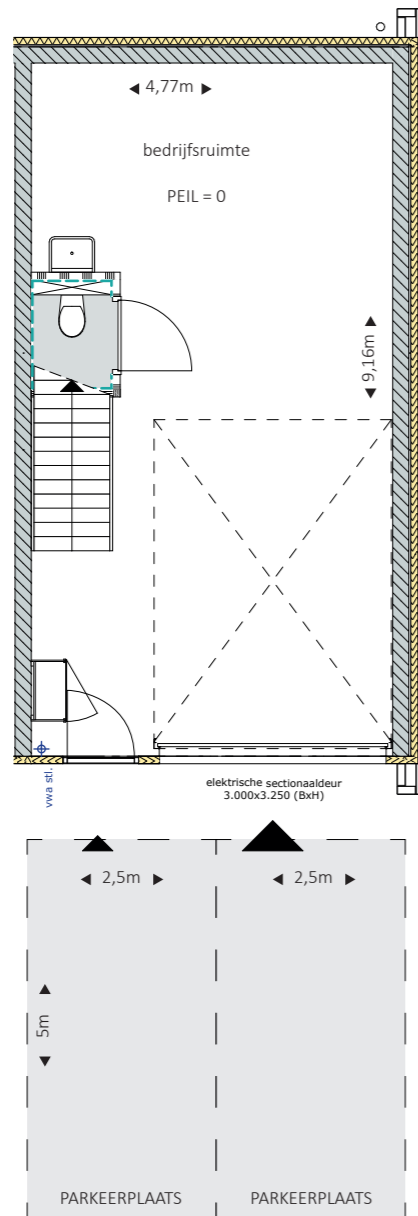 4,77m
bedrijfsruimte
PEIL = 0
9,16m
vwa stl.
elektrische sectionaaldeur
3.000x3.250 (BxH)
2,5m 2,5m
5m
PARKEERPLAATS PARKEERPLAATS